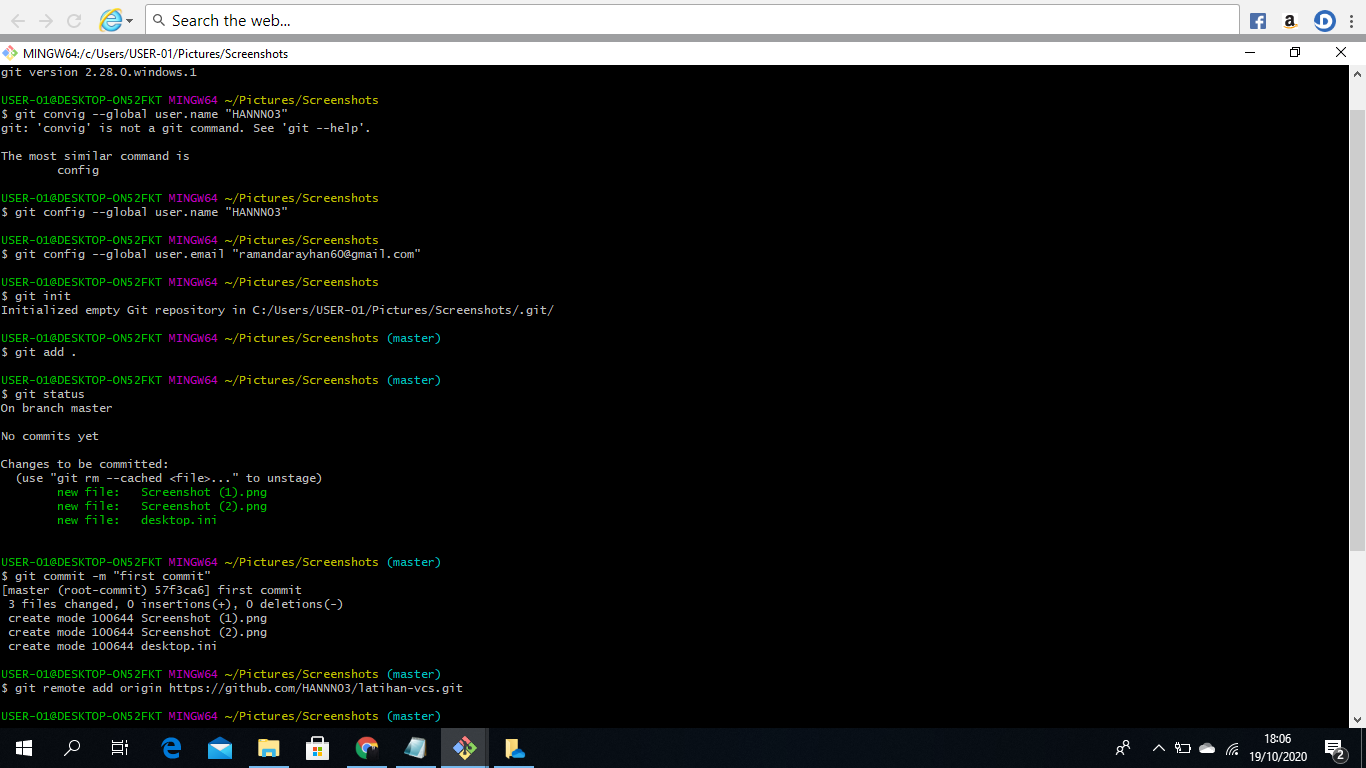 Search the web...
MINGW64:/c/Users/USER-01/Pictures/Screenshots
git version 2.28.0.windows.1
USER-01@DESKTOP-ON52FKT MINGW64 ~/Pictures/Screenshots
$ git convig --global user.name "HANNNO3"
git: 'convig' is not a git command. See 'git --help'.
The most similar command is
config
USER-01@DESKTOP-ON52FKT MINGW64 ~/Pictures/Screenshots
$ git config --global user.name "HANNNO3"
USER-01@DESKTOP-ON52FKT MINGW64 ~/Pictures/Screenshots
$ git config --global user.email "ramandarayhan60@gmail.com"
USER-01@DESKTOP-ON52FKT MINGW64 ~/Pictures/Screenshots
$ git init
Initialized empty Git repository in C:/Users/USER-01/Pictures/Screenshots/.git/
USER-01@DESKTOP-ON52FKT MINGW64 ~/Pictures/Screenshots (master)
$ git add .
USER-01@DESKTOP-ON52FKT MINGW64 ~/Pictures/Screenshots (master)
$ git status
On branch master
No commits yet
Changes to be committed:
(use "git rm --cached <file>..." to unstage)
new file:   Screenshot (1).png
new file:   Screenshot (2).png
new file:   desktop.ini
USER-01@DESKTOP-ON52FKT MINGW64 ~/Pictures/Screenshots (master)
$ git commit -m "first commit"
[master (root-commit) 57f3ca6] first commit
3 files changed, 0 insertions(+), 0 deletions(-)
create mode 100644 Screenshot (1).png
create mode 100644 Screenshot (2).png
create mode 100644 desktop.ini
USER-01@DESKTOP-ON52FKT MINGW64 ~/Pictures/Screenshots (master)
$ git remote add origin https://github.com/HANNNO3/latihan-vcs.git
USER-01@DESKTOP-ON52FKT MINGW64 ~/Pictures/Screenshots (master)
18:06
19/10/2020
2